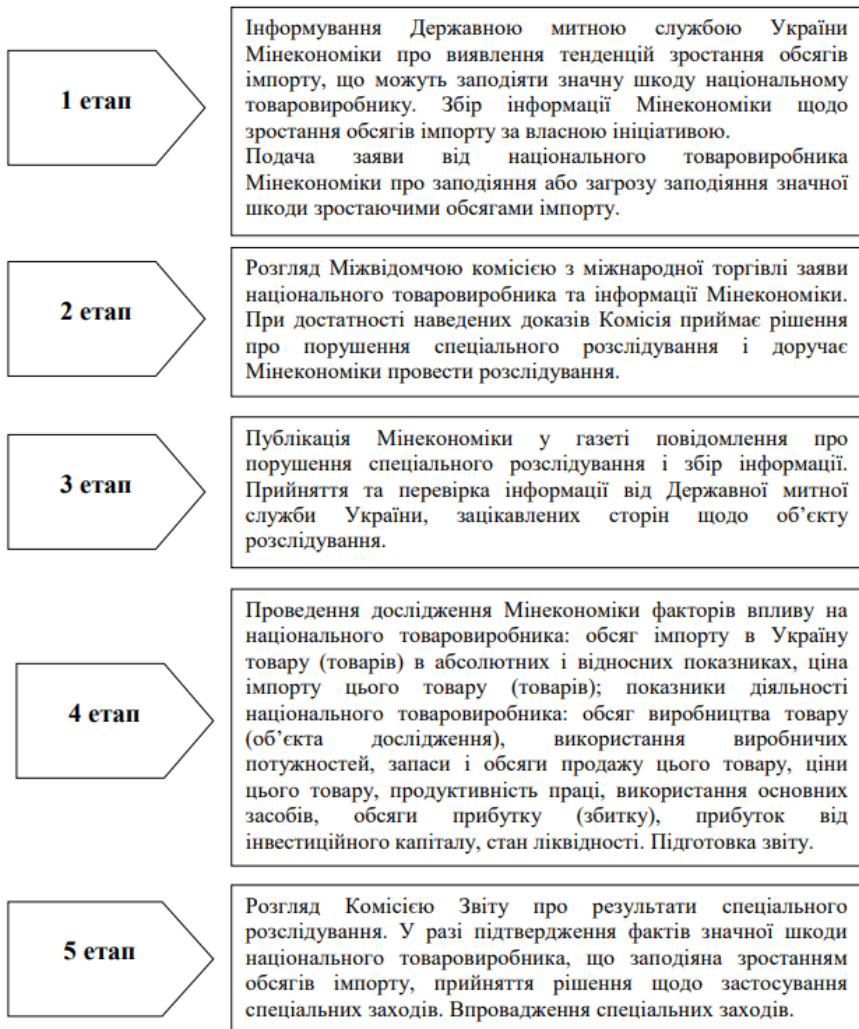 1 етап
Інформування Державною митною службою України
Мінекономіки про виявлення тенденцій зростання обсягів
імпорту, що можуть заподіяти значну шкоду національному
товаровиробнику. Збір інформації Мінекономіки щодо
зростання обсягів імпорту за власною ініціативою.
Подача заяви від національного товаровиробника
Мінекономіки про заподіяння або загрозу заподіяння значної
шкоди зростаючими обсягами імпорту.
2 етап
Розгляд Міжвідомчою комісією з міжнародної торгівлі заяви
національного товаровиробника та інформації Мінекономіки.
При достатності наведених доказів Комісія приймає рішення
про порушення спеціального розслідування і доручає
Мінекономіки провести розслідування.
3 етап
Публікація Мінекономіки у газеті повідомлення про
порушення спеціального розслідування і збір інформації.
Прийняття та перевірка інформації від Державної митної
служби України, зацікавлених сторін щодо об’єкту
розслідування.
4 етап
Проведення дослідження Мінекономіки факторів впливу на
національного товаровиробника: обсяг імпорту в Україну
товару (товарів) в абсолютних і відносних показниках, ціна
імпорту цього товару (товарів); показники діяльності
національного товаровиробника: обсяг виробництва товару
(об’єкта дослідження), використання виробничих
потужностей, запаси і обсяги продажу цього товару, ціни
цього товару, продуктивність праці, використання основних
засобів, обсяги прибутку (збитку), прибуток від
інвестиційного капіталу, стан ліквідності. Підготовка звіту.
5 етап
Розгляд Комісією Звіту про результати спеціального
розслідування. У разі підтвердження фактів значної шкоди
національного товаровиробника, що заподіяна зростанням
обсягів імпорту, прийняття рішення щодо застосування
спеціальних заходів. Впровадження спеціальних заходів.